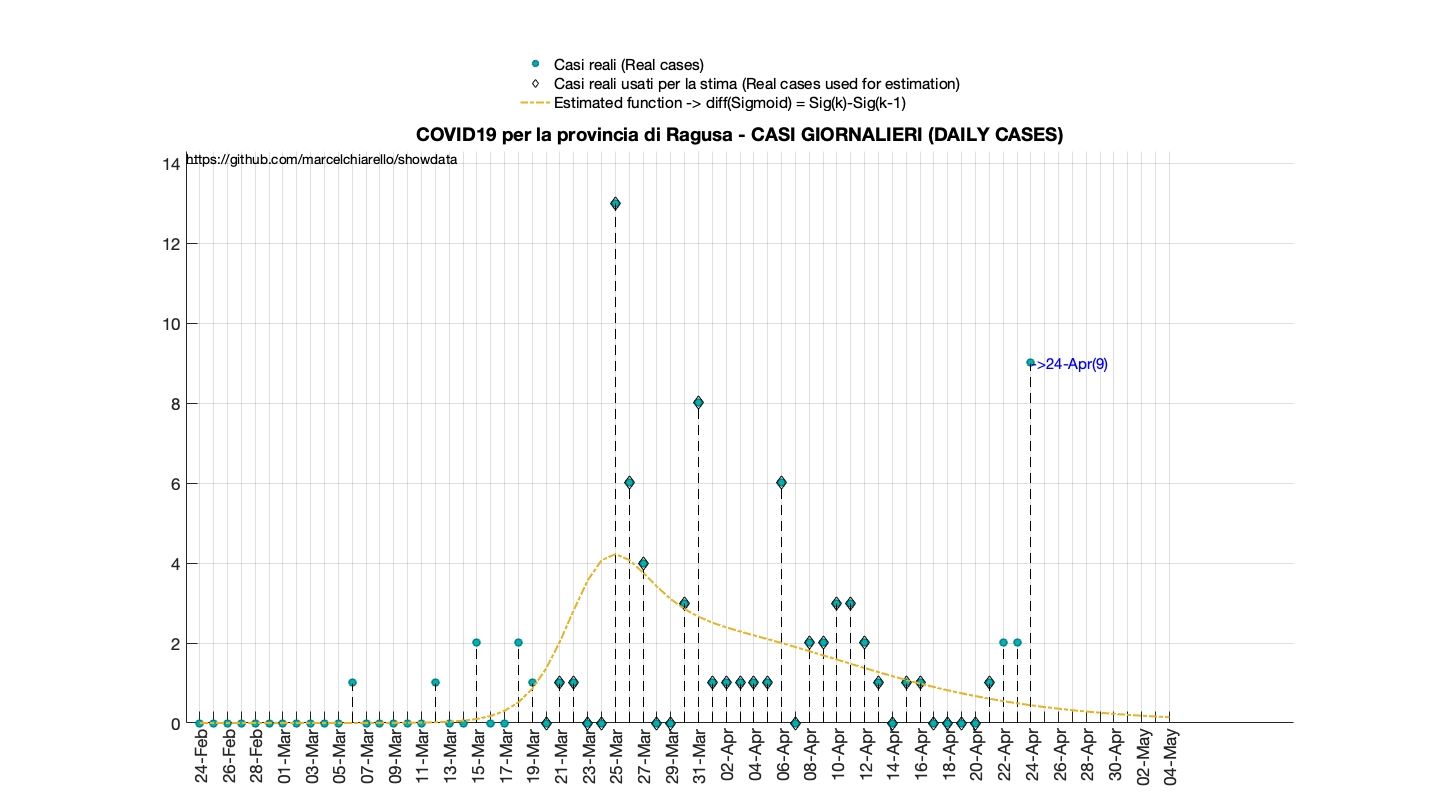 Casi reali (Real cases)
Casi reali usati per la stima (Real cases used for estimation)
Estimated function -> diff(Sigmoid) = Sig(k)-Sig(k-1)
COVID19 per la provincia di Ragusa - CASI GIORNALIERI (DAILY CASES)
https://github.com/marcelchiarello/showdata
14
12
10
8
6
4
2
0
->24-Apr(9)
24-Feb
26-Feb
28-Feb
01-Mar
03-Mar
05-Mar
07-Mar
09-Mar
11-Mar
13-Mar
15-Mar
17-Mar
19-Mar
21-Mar
23-Mar
25-Mar
27-Mar
29-Mar
31-Mar
02-Apr
04-Apr
06-Apr
08-Apr
10-Apr
12-Apr
14-Apr
16-Apr
18-Apr
20-Apr
22-Apr
24-Apr
26-Apr
28-Apr
30-Apr
02-May
04-May